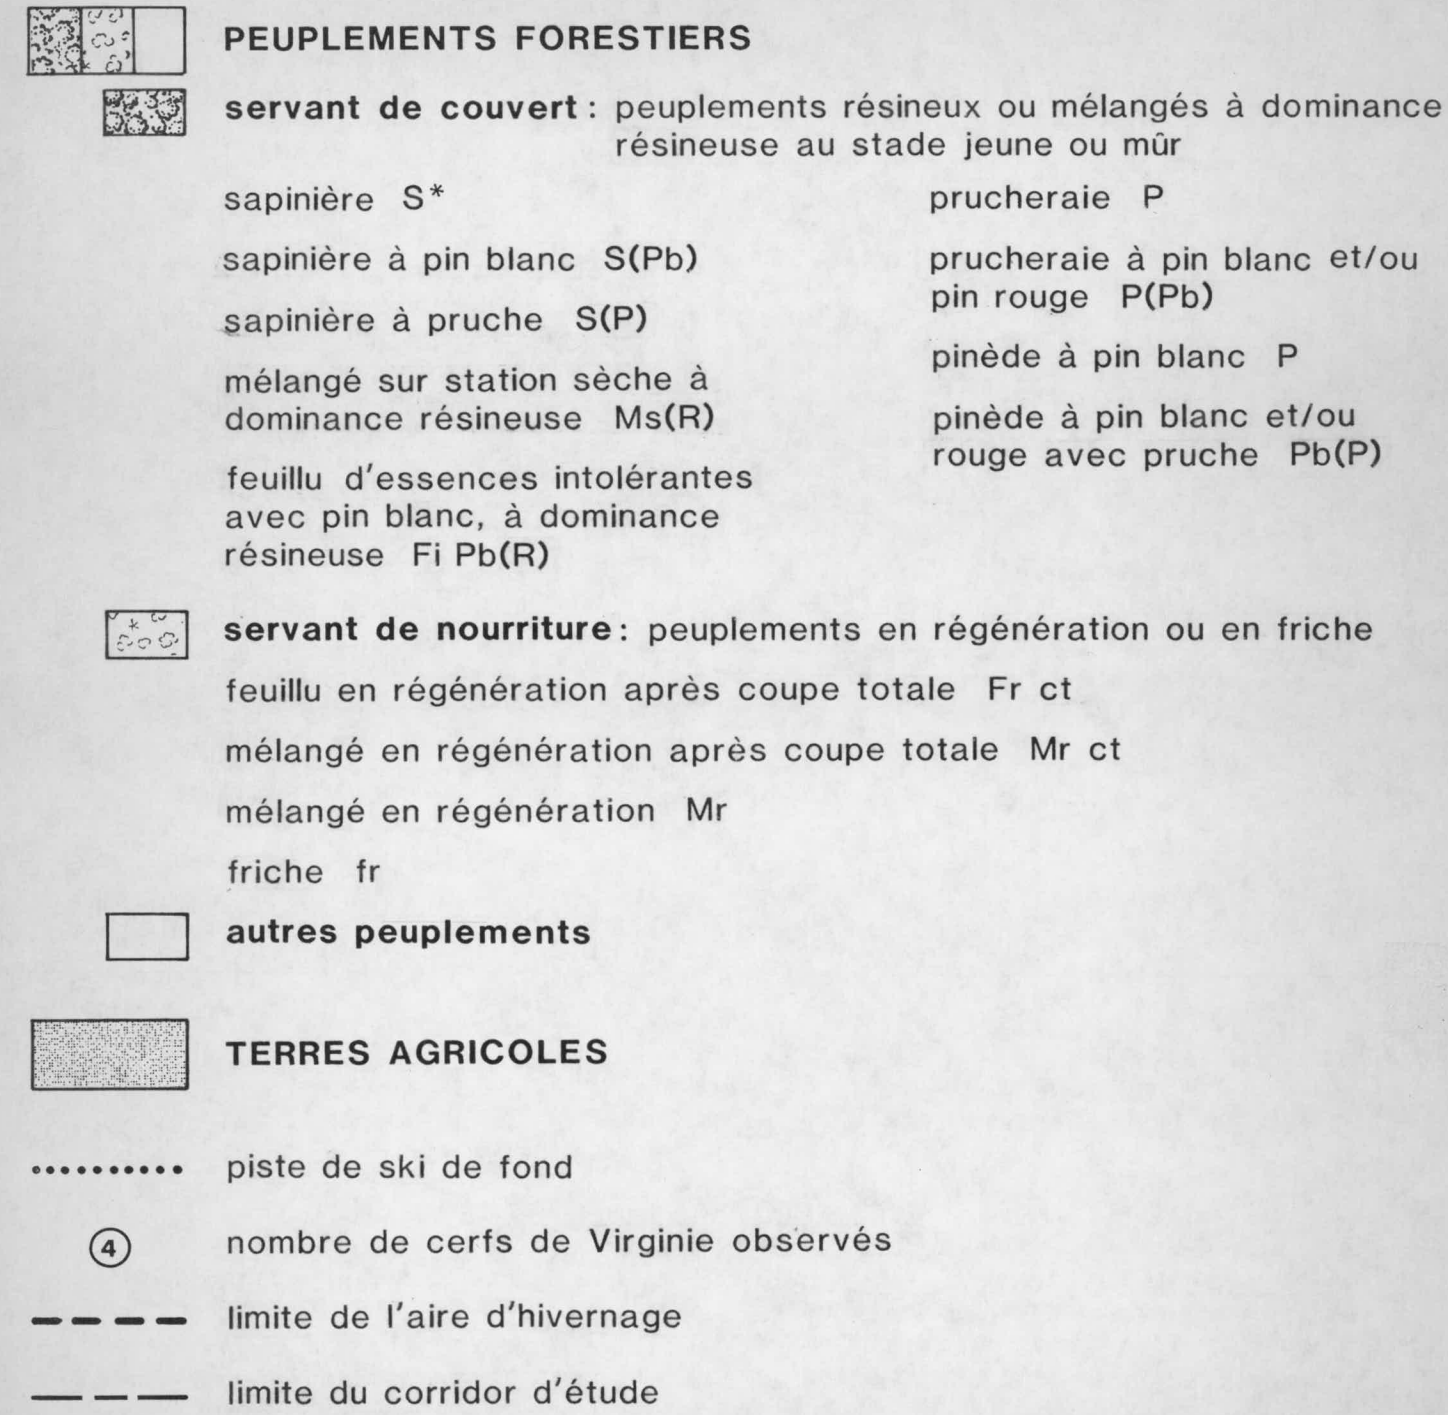 PEUPLEMENTS FORESTIERS
servant de couvert : peuplements résineux ou mélangés à dominance
résineuse au stade jeune ou mûr
sapinière S*
sapinière à pin blanc S(Pb)
sapinière à pruche S(P)
mélangé sur station sèche à
dominance résineuse Ms(R)
feuillu d'essences intolérantes
avec pin blanc, à dominance
résineuse Fi Pb(R)
prucheraie P
prucheraie à pin blanc et/ou
pin rouge P(Pb)
pinède à pin blanc P
pinède à pin blanc et/ou
rouge avec pruche Pb(P)
servant de nourriture : peuplements en régénération ou en friche
feuillu en régénération après coupe totale Fr ct
mélangé en régénération après coupe totale Mr ct
mélangé en régénération Mr
friche fr
autres peuplements
TERRES AGRICOLES
piste de ski de fond
4 nombre de cerfs de Virginie observés
limite de l'aire d'hivernage
limite du corridor d'étude